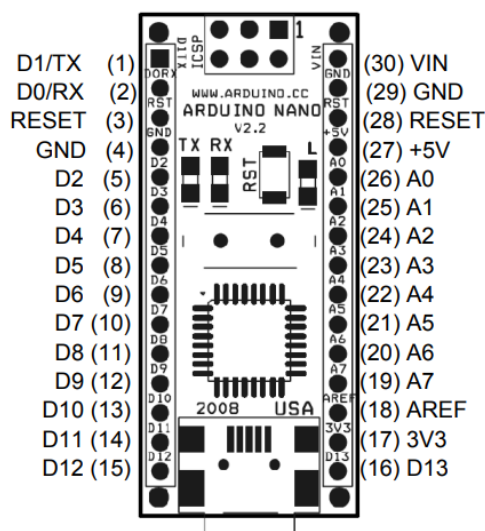 D1/TX (1)
D0/RX (2)
RESET (3)
GND (4)
D2 (5)
D3 (6)
D4 (7)
D5 (8)
D6 (9)
D7 (10)
D8 (11)
D9 (12)
D10 (13)
D11 (14)
D12 (15)
D1TX
ICSP
1
VIN
D0RX
RST
GND
D2
D3
D4
D5
D6
D7
D8
D9
D10
D11
D12
WWW.ARDUINO.CC
ARDUINO NANO
V2.2
TX RX
RST
L
2008 USA
GND
RST
+5V
A0
A1
A2
A3
A4
A5
A6
A7
AREF
3V3
D13
(30) VIN
(29) GND
(28) RESET
(27) +5V
(26) A0
(25) A1
(24) A2
(23) A3
(22) A4
(21) A5
(20) A6
(19) A7
(18) AREF
(17) 3V3
(16) D13